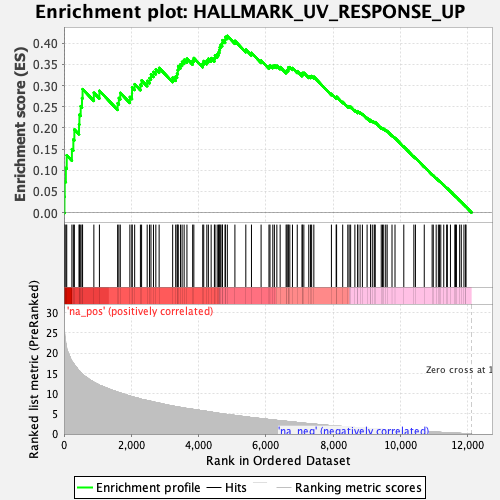 Enrichment plot: HALLMARK_UV_RESPONSE_UP
Enrichment score (ES)
0.40
0.35
0.30
0.25
0.20
0.15
0.10
0.05
0.00
'na_pos' (positively correlated)
Ranked list metric (PreRanked)
30
25
20
15
10
5
0
Zero cross at 1
'na_neg' (negatively correlated)
0
2,000
4,000
6,000
8,000
10,000
12,000
Rank in Ordered Dataset
Enrichment profile
Hits
Ranking metric scores